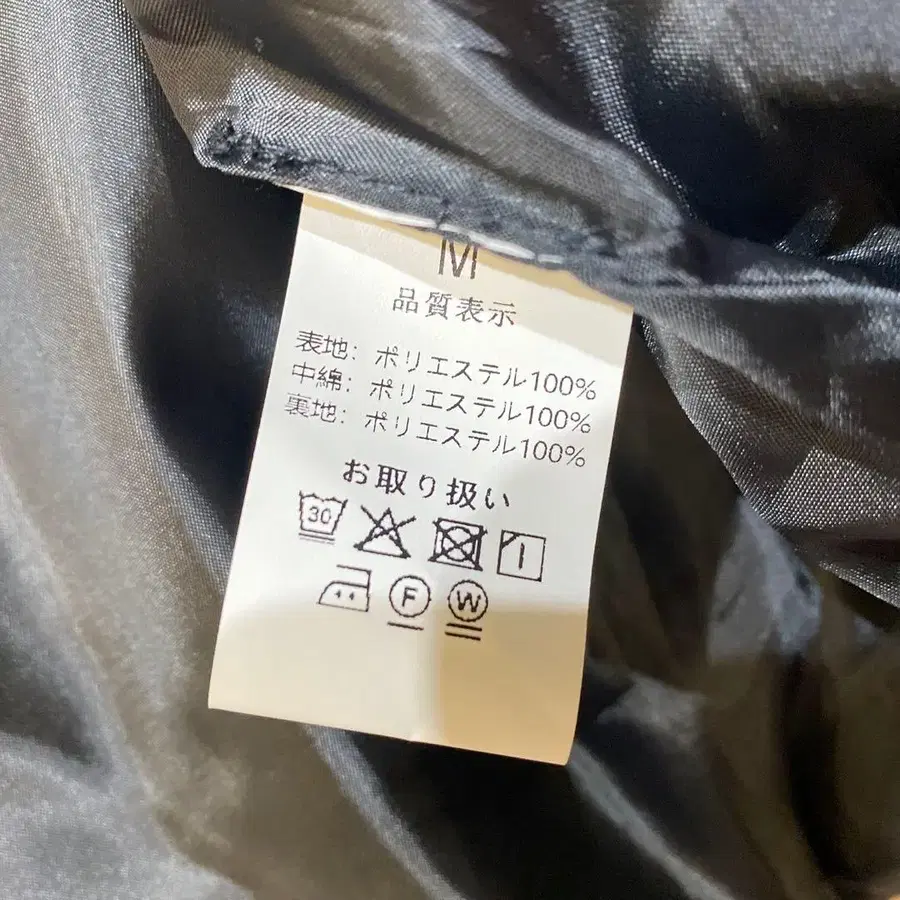 M
品質表示
表地: ポリエステル100%
中綿: ポリエステル100%
裏地: ポリエステル100%
お取り扱い
30
F W